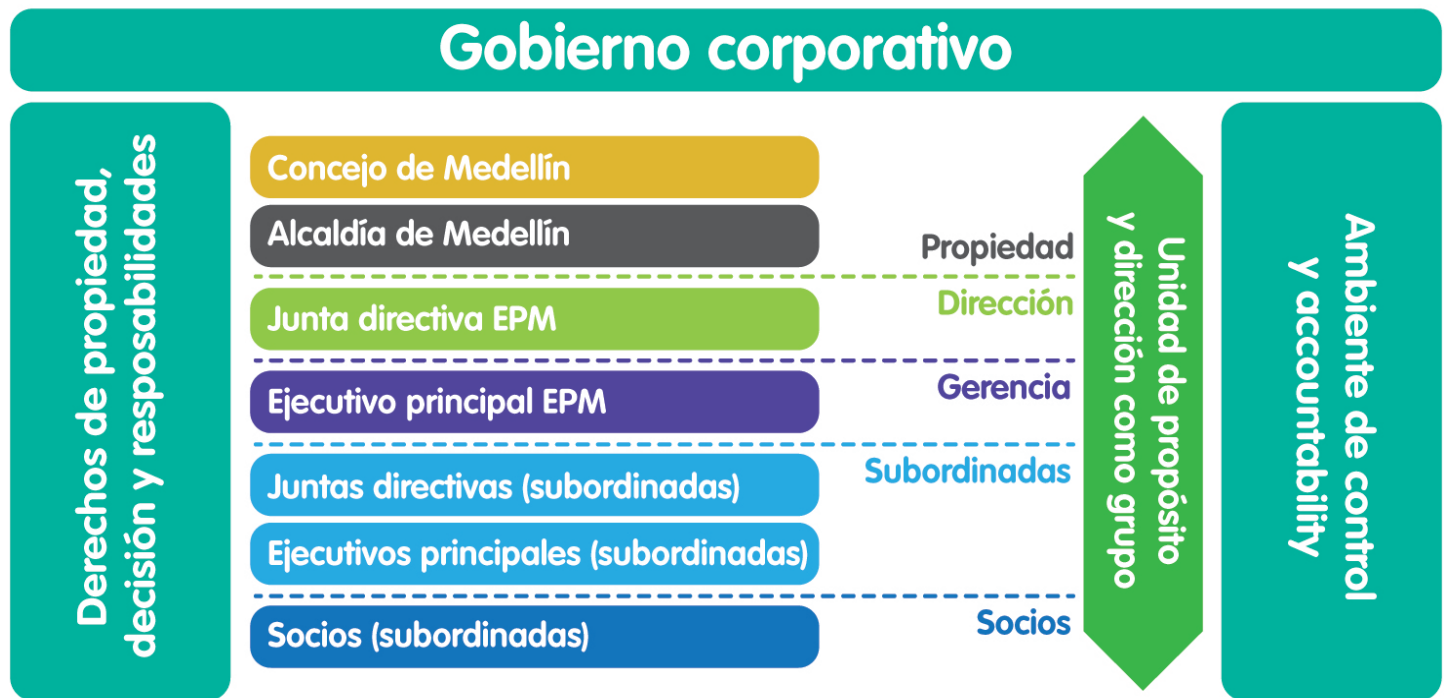 Gobierno corporativo
Derechos de propiedad,
decisión y resposabilidades
Concejo de Medellín
Alcaldía de Medellín
Propiedad
Dirección
Junta directiva EPM
Gerencia
Ejecutivo principal EPM
Subordinadas
Juntas directivas (subordinadas)
Ejecutivos principales (subordinadas)
Socios
Socios (subordinadas)
Unidad de propósito
y dirección como grupo
Ambiente de control
y accountability